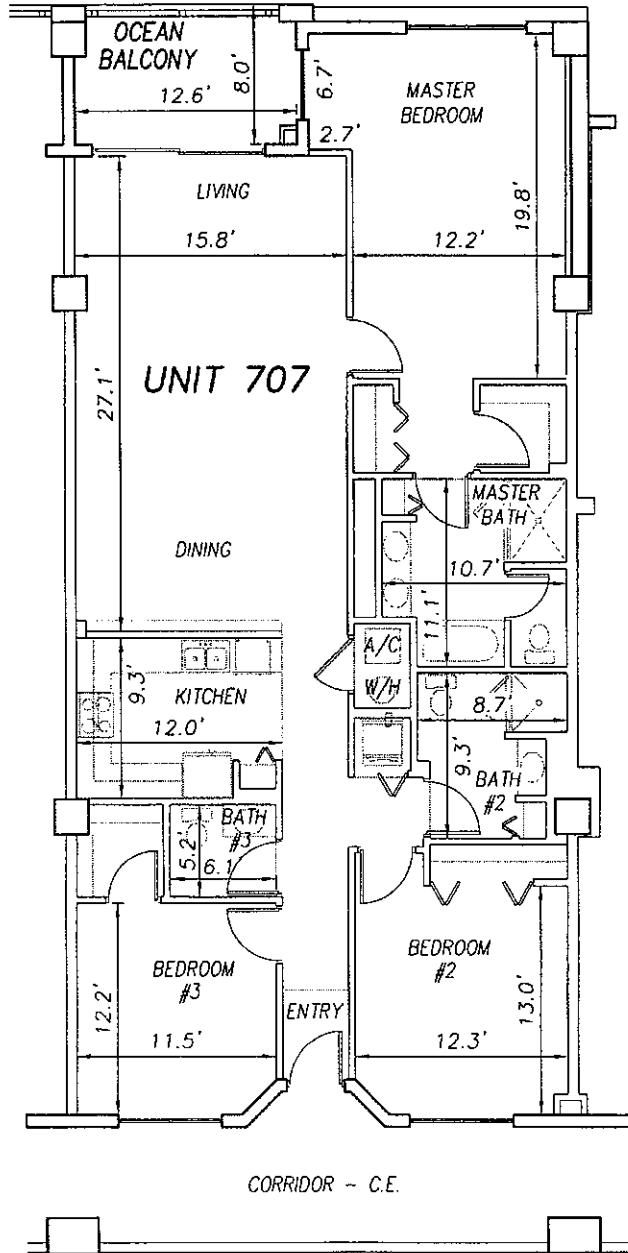 OCEAN
BALCONY
12.6'
8.0'
6.7'
2.7'
MASTER
BEDROOM
19.8'
LIVING
15.8'
12.2'
27.1'
UNIT 707
DINING
MASTER
BATH
10.7'
11.1'
A/C
W/H
9.3'
KITCHEN
12.0'
8.7'
9.3'
BATH
#2
BATH
#3
5.2'
6.1'
BEDROOM
#3
12.2'
11.5'
ENTRY
BEDROOM
#2
13.0'
12.3'
CORRIDOR - C.E.